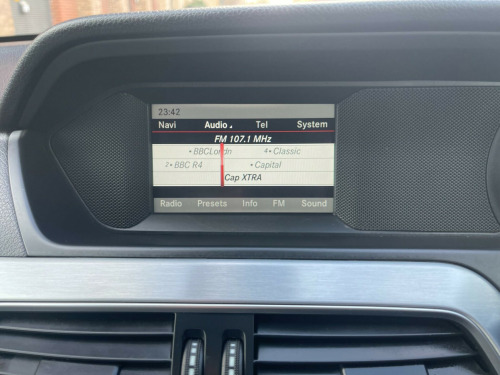 23:42
Navi Audio Tel System
FM 107.1 MHz
• BBCLondn 4• Classic
2• BBC R4 • Capital
Cap XTRA
Radio Presets Info FM Sound